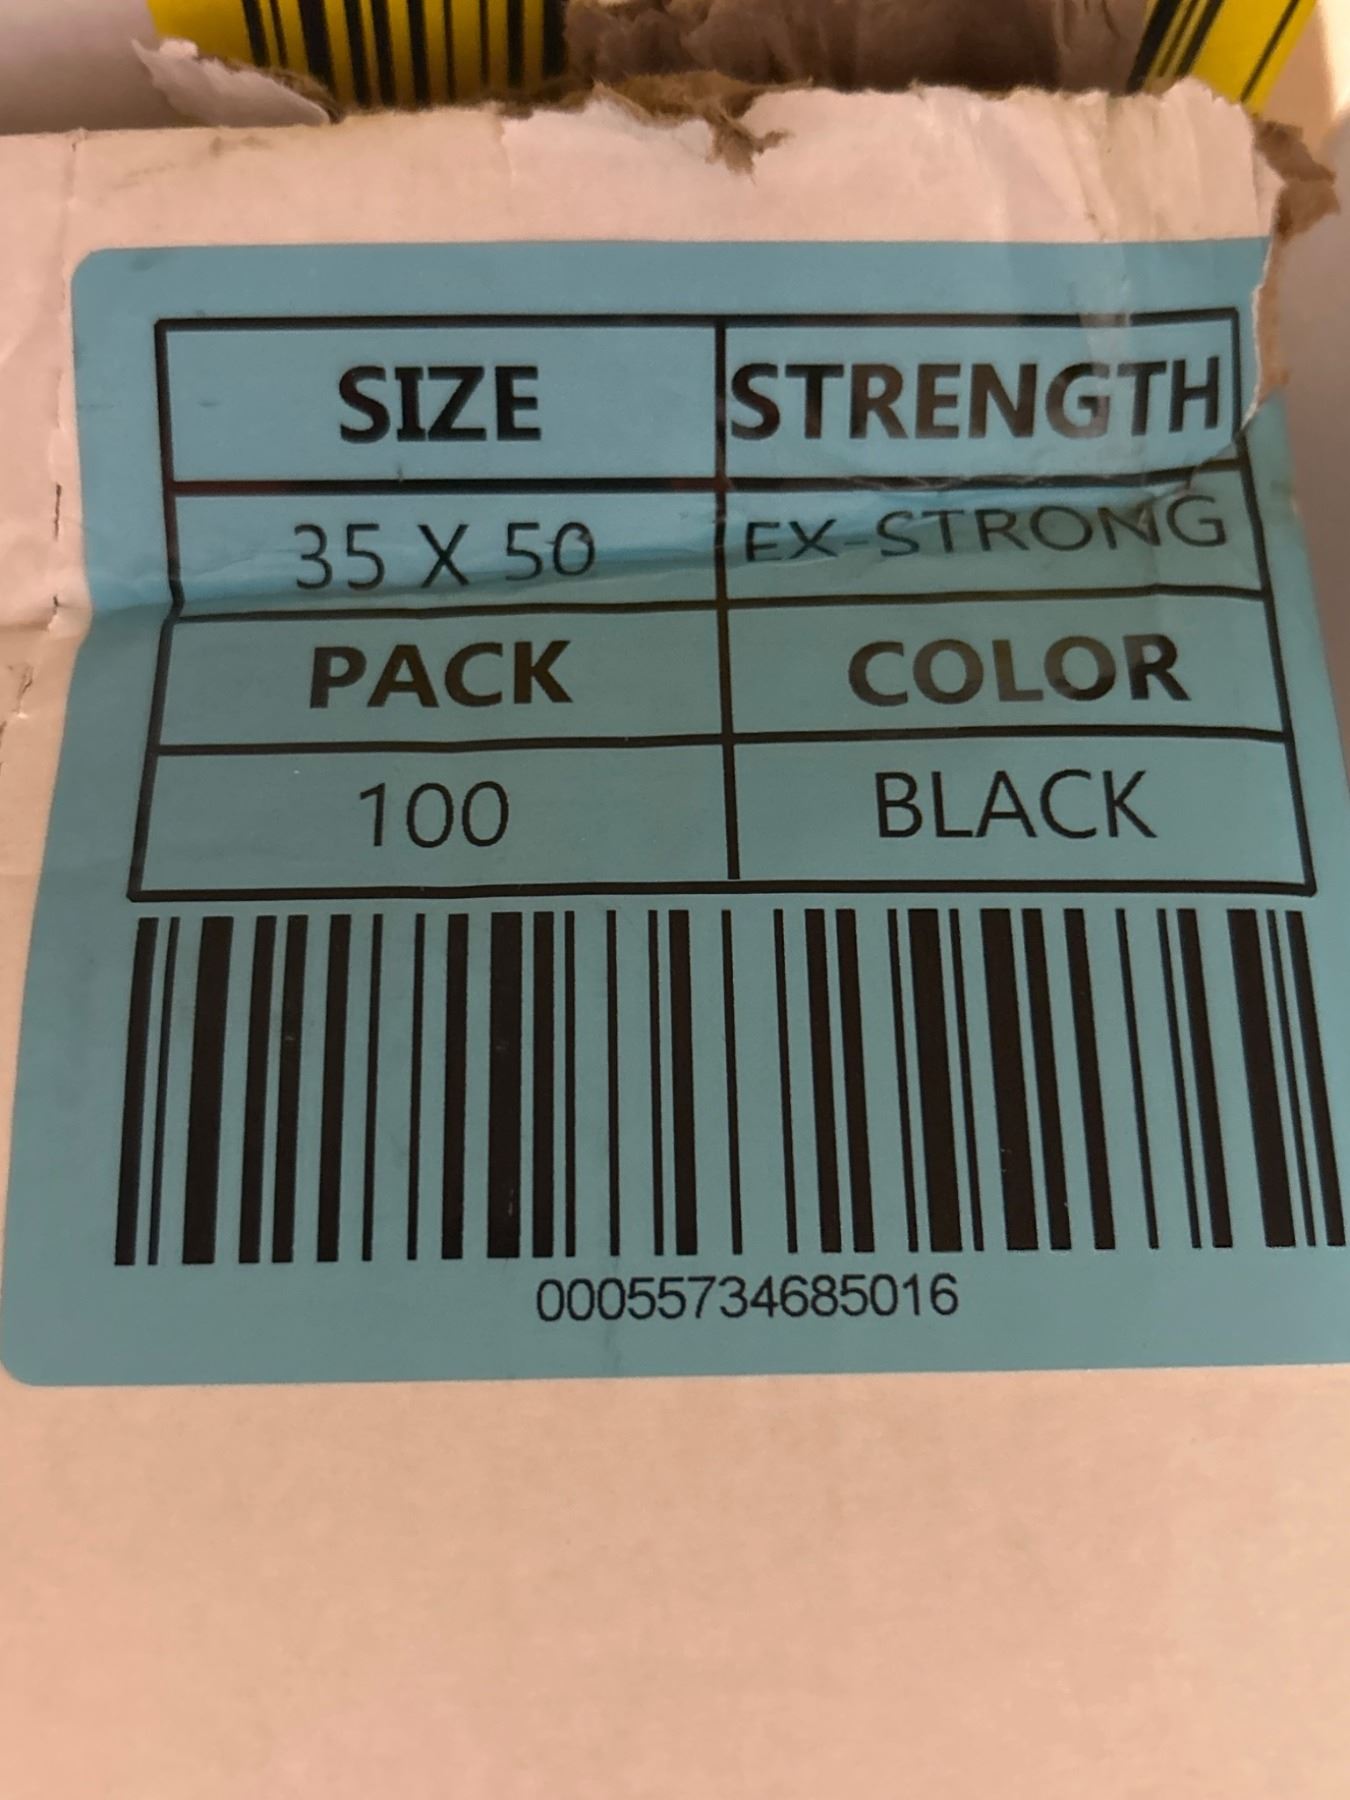 SIZE STRENGTH
35 X 50 EX-STRONG
PACK COLOR
100 BLACK
00055734685016